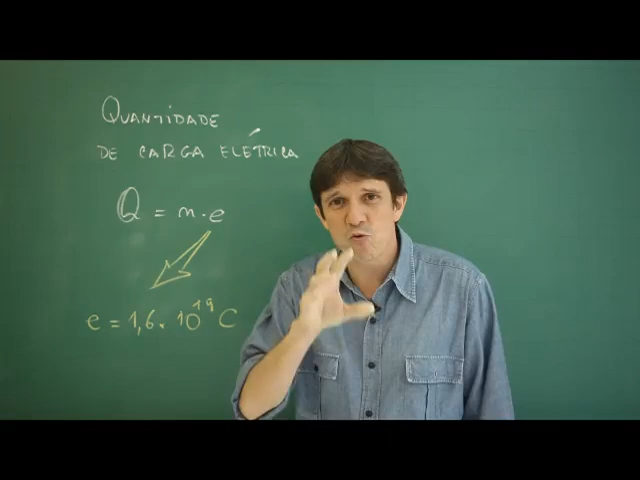 QUANTIDADE
DE CARGA ELÉTRICA
Q = n.e
e = 1,6.10¹⁹ C